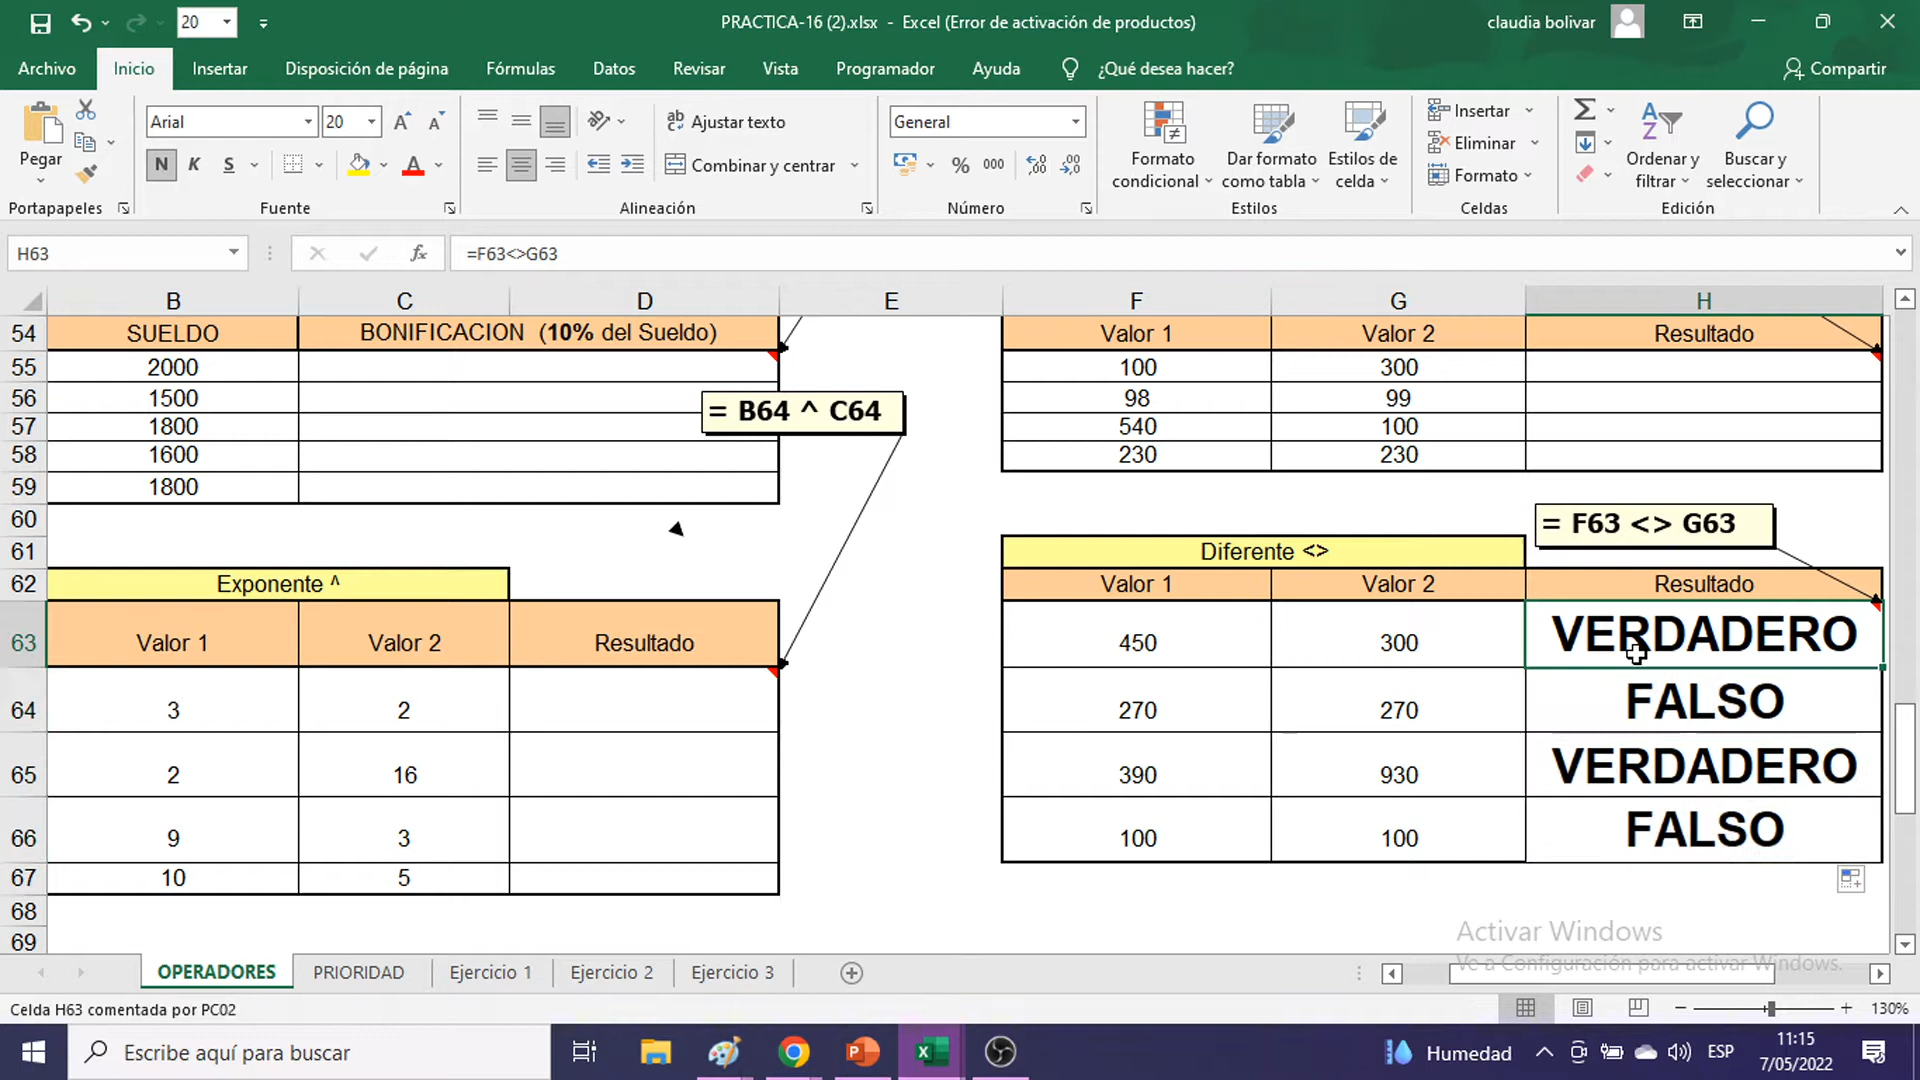 20
PRACTICA-16 (2).xlsx - Excel (Error de activación de productos)
claudia bolivar
Archivo
Inicio
Insertar
Disposición de página
Fórmulas
Datos
Revisar
Vista
Programador
Ayuda
¿Qué desea hacer?
Compartir
Pegar
Portapapeles
Arial
20
N K S
Fuente
Ajustar texto
Combinar y centrar
Alineación
General
% 000
Número
Formato condicional
Dar formato como tabla
Estilos de celda
Estilos
Insertar
Eliminar
Formato
Celdas
Ordenar y filtrar
Buscar y seleccionar
Edición
H63
fx
=F63<>G63
B C D E F G H
54 SUELDO BONIFICACION (10% del Sueldo) Valor 1 Valor 2 Resultado
55 2000 100 300
56 1500 98 99
= B64 ^ C64
57 1800 540 100
58 1600 230 230
59 1800
60
= F63 <> G63
61 Diferente <>
62 Exponente ^ Valor 1 Valor 2 Resultado
63 Valor 1 Valor 2 Resultado 450 300 VERDADERO
64 3 2 270 270 FALSO
65 2 16 390 930 VERDADERO
66 9 3 100 100 FALSO
67 10 5
68
69
Activar Windows
Ve a Configuración para activar Windows.
OPERADORES
PRIORIDAD
Ejercicio 1
Ejercicio 2
Ejercicio 3
Celda H63 comentada por PC02
130%
Escribe aquí para buscar
Humedad
ESP
11:15
7/05/2022